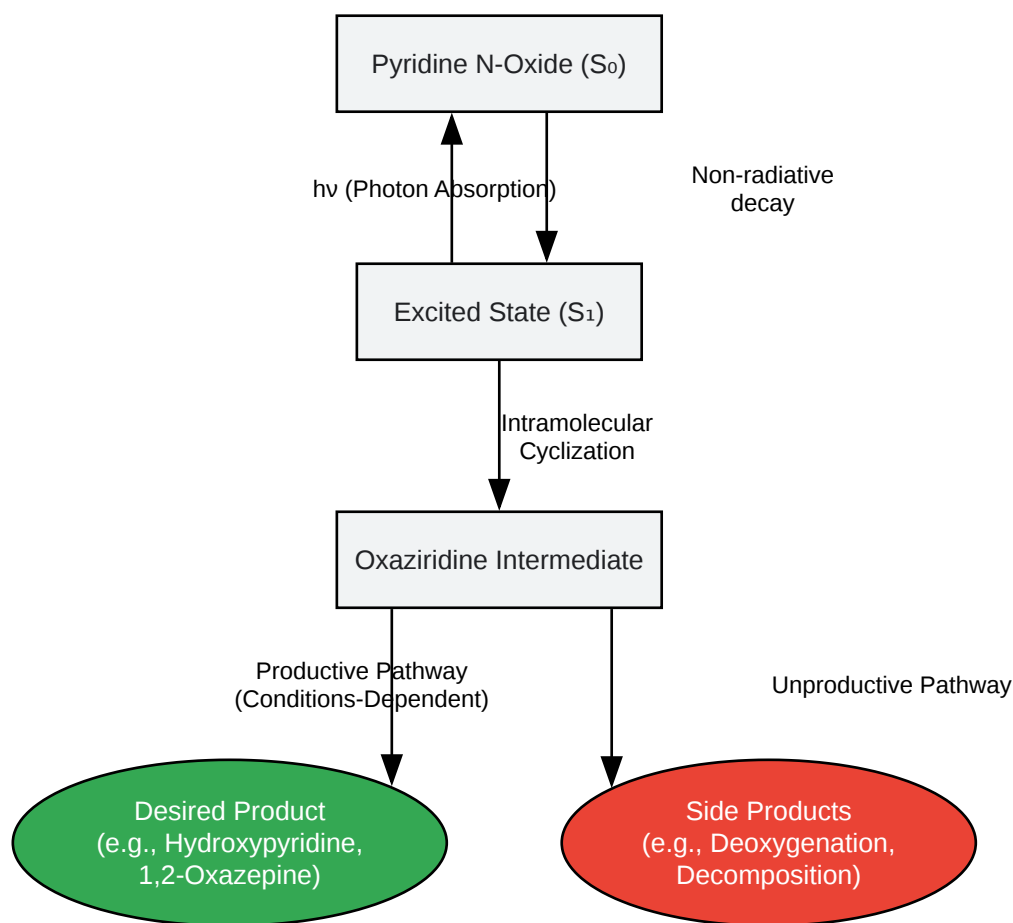 Pyridine N-Oxide (S₀)
hν (Photon Absorption)
Non-radiative
decay
Excited State (S₁)
Intramolecular
Cyclization
Oxaziridine Intermediate
Productive Pathway
(Conditions-Dependent)
Unproductive Pathway
Desired Product
(e.g., Hydroxypyridine,
1,2-Oxazepine)
Side Products
(e.g., Deoxygenation,
Decomposition)